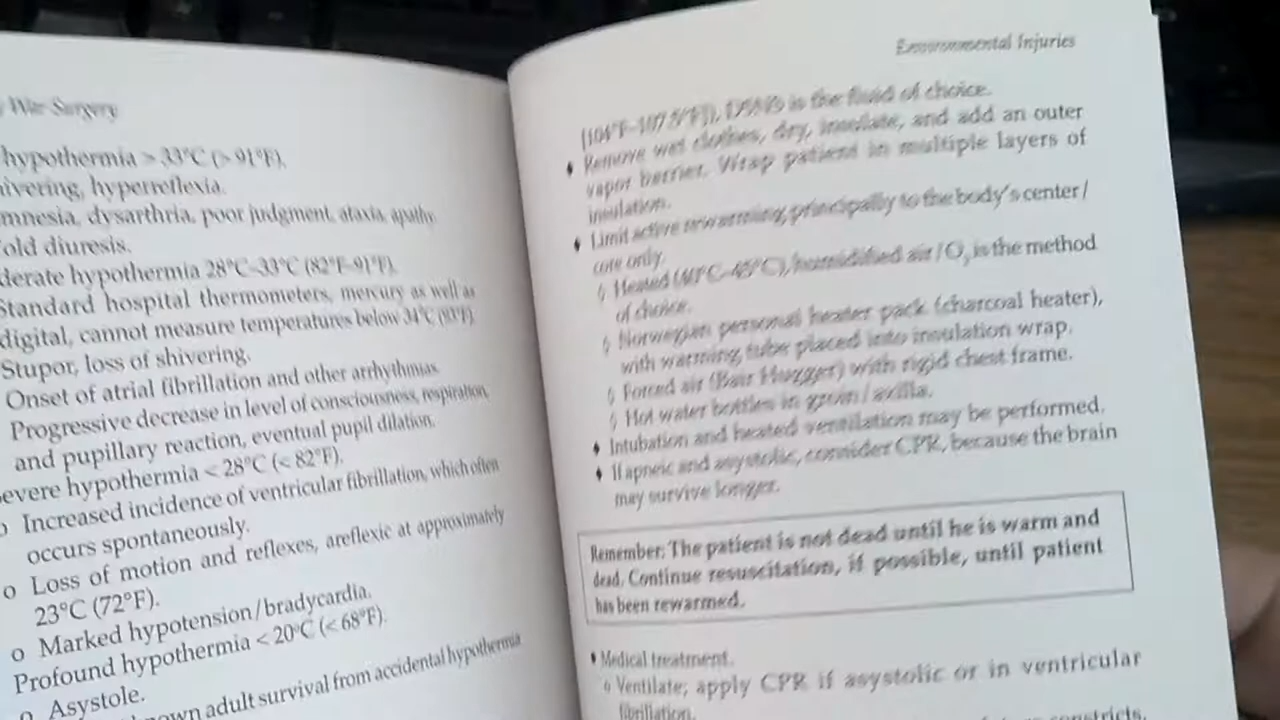 War Surgery
hypothermia > 33°C (> 91°F).
hivering, hyperreflexia.
mnesia, dysarthria, poor judgment, ataxia, apathy.
old diuresis.
derate hypothermia 28°C–33°C (82°F–91°F).
Standard hospital thermometers, mercury as well as
digital, cannot measure temperatures below 34°C (93°F).
Stupor, loss of shivering.
Onset of atrial fibrillation and other arrhythmias.
Progressive decrease in level of consciousness, respiration,
and pupillary reaction, eventual pupil dilation.
evere hypothermia < 28°C (< 82°F).
o Increased incidence of ventricular fibrillation, which often
occurs spontaneously.
o Loss of motion and reflexes, areflexic at approximately
23°C (72°F).
o Marked hypotension/bradycardia.
Profound hypothermia < 20°C (< 68°F).
o Asystole.
nown adult survival from accidental hypothermia
Environmental Injuries
is the fluid of choice.
♦ Remove wet clothes, dry, insulate, and add an outer
vapor barrier. Wrap patient in multiple layers of
insulation.
♦ Limit active rewarming, principally to the body's center/
core only.
◊ Heated (40°C–45°C), humidified air/O₂ is the method
of choice.
◊ Norwegian personal heater pack (charcoal heater),
with warming tube placed into insulation wrap.
◊ Forced air (Bair Hugger) with rigid chest frame.
◊ Hot water bottles in groin/axilla.
♦ Intubation and heated ventilation may be performed.
♦ If apneic and asystolic, consider CPR, because the brain
may survive longer.
Remember: The patient is not dead until he is warm and
dead. Continue resuscitation, if possible, until patient
has been rewarmed.
♦ Medical treatment.
◊ Ventilate; apply CPR if asystolic or in ventricular
fibrillation.
constricts,